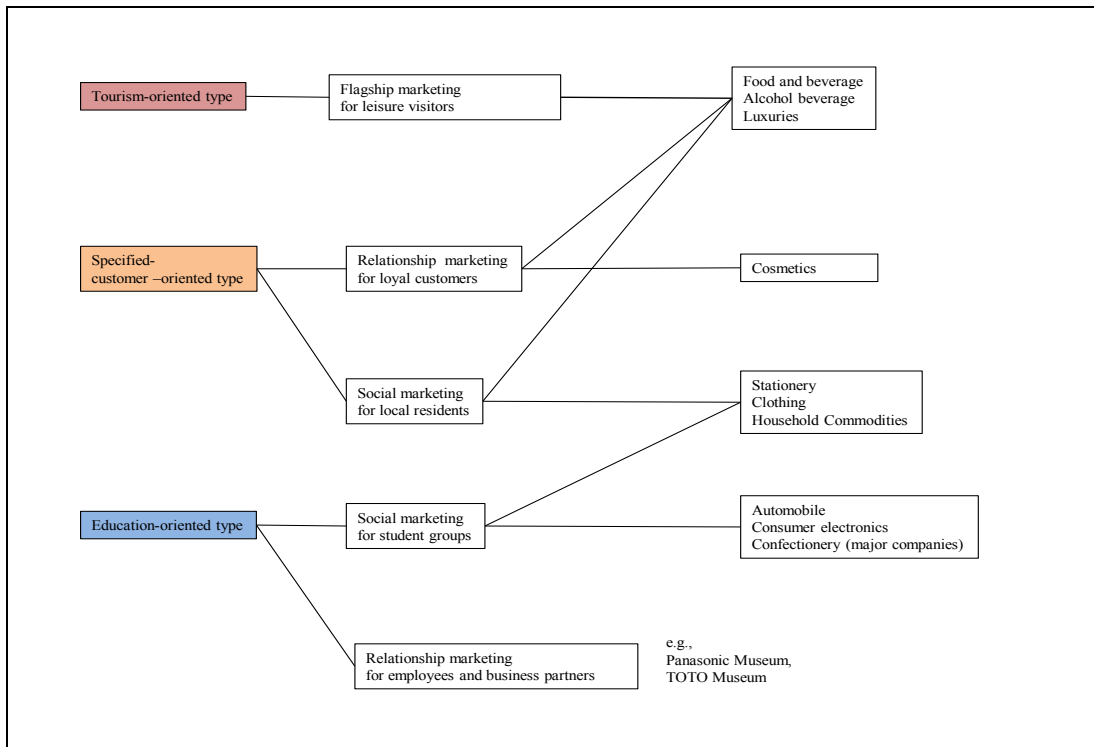 Tourism-oriented type
Flagship marketing
for leisure visitors
Food and beverage
Alcohol beverage
Luxuries
Specified-
customer –oriented type
Relationship marketing
for loyal customers
Cosmetics
Social marketing
for local residents
Stationery
Clothing
Household Commodities
Education-oriented type
Social marketing
for student groups
Automobile
Consumer electronics
Confectionery (major companies)
Relationship marketing
for employees and business partners
e.g.,
Panasonic Museum,
TOTO Museum